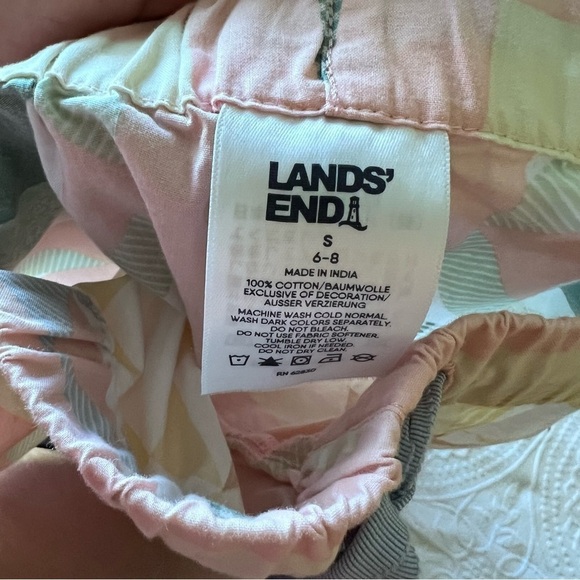 LANDS'
END
S
6-8
MADE IN INDIA
100% COTTON/BAUMWOLLE
EXCLUSIVE OF DECORATION/
AUSSER VERZIERUNG
MACHINE WASH COLD NORMAL.
WASH DARK COLORS SEPARATELY.
DO NOT BLEACH.
DO NOT USE FABRIC SOFTENER.
TUMBLE DRY LOW.
COOL IRON IF NEEDED.
DO NOT DRY CLEAN.
RN